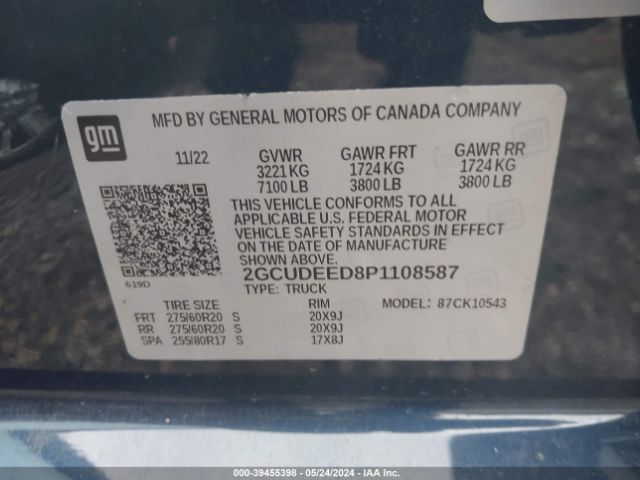 gm
MFD BY GENERAL MOTORS OF CANADA COMPANY
11/22 GVWR GAWR FRT GAWR RR
3221 KG 1724 KG 1724 KG
7100 LB 3800 LB 3800 LB
THIS VEHICLE CONFORMS TO ALL
APPLICABLE U.S. FEDERAL MOTOR
VEHICLE SAFETY STANDARDS IN EFFECT
ON THE DATE OF MANUFACTURE
SHOWN ABOVE.
619D 2GCUDEED8P1108587
TYPE: TRUCK
TIRE SIZE RIM MODEL: 87CK10543
FRT 275/60R20 S 20X9J
RR 275/60R20 S 20X9J
SPA 255/80R17 S 17X8J
000-39455398 - 05/24/2024 - IAA Inc.